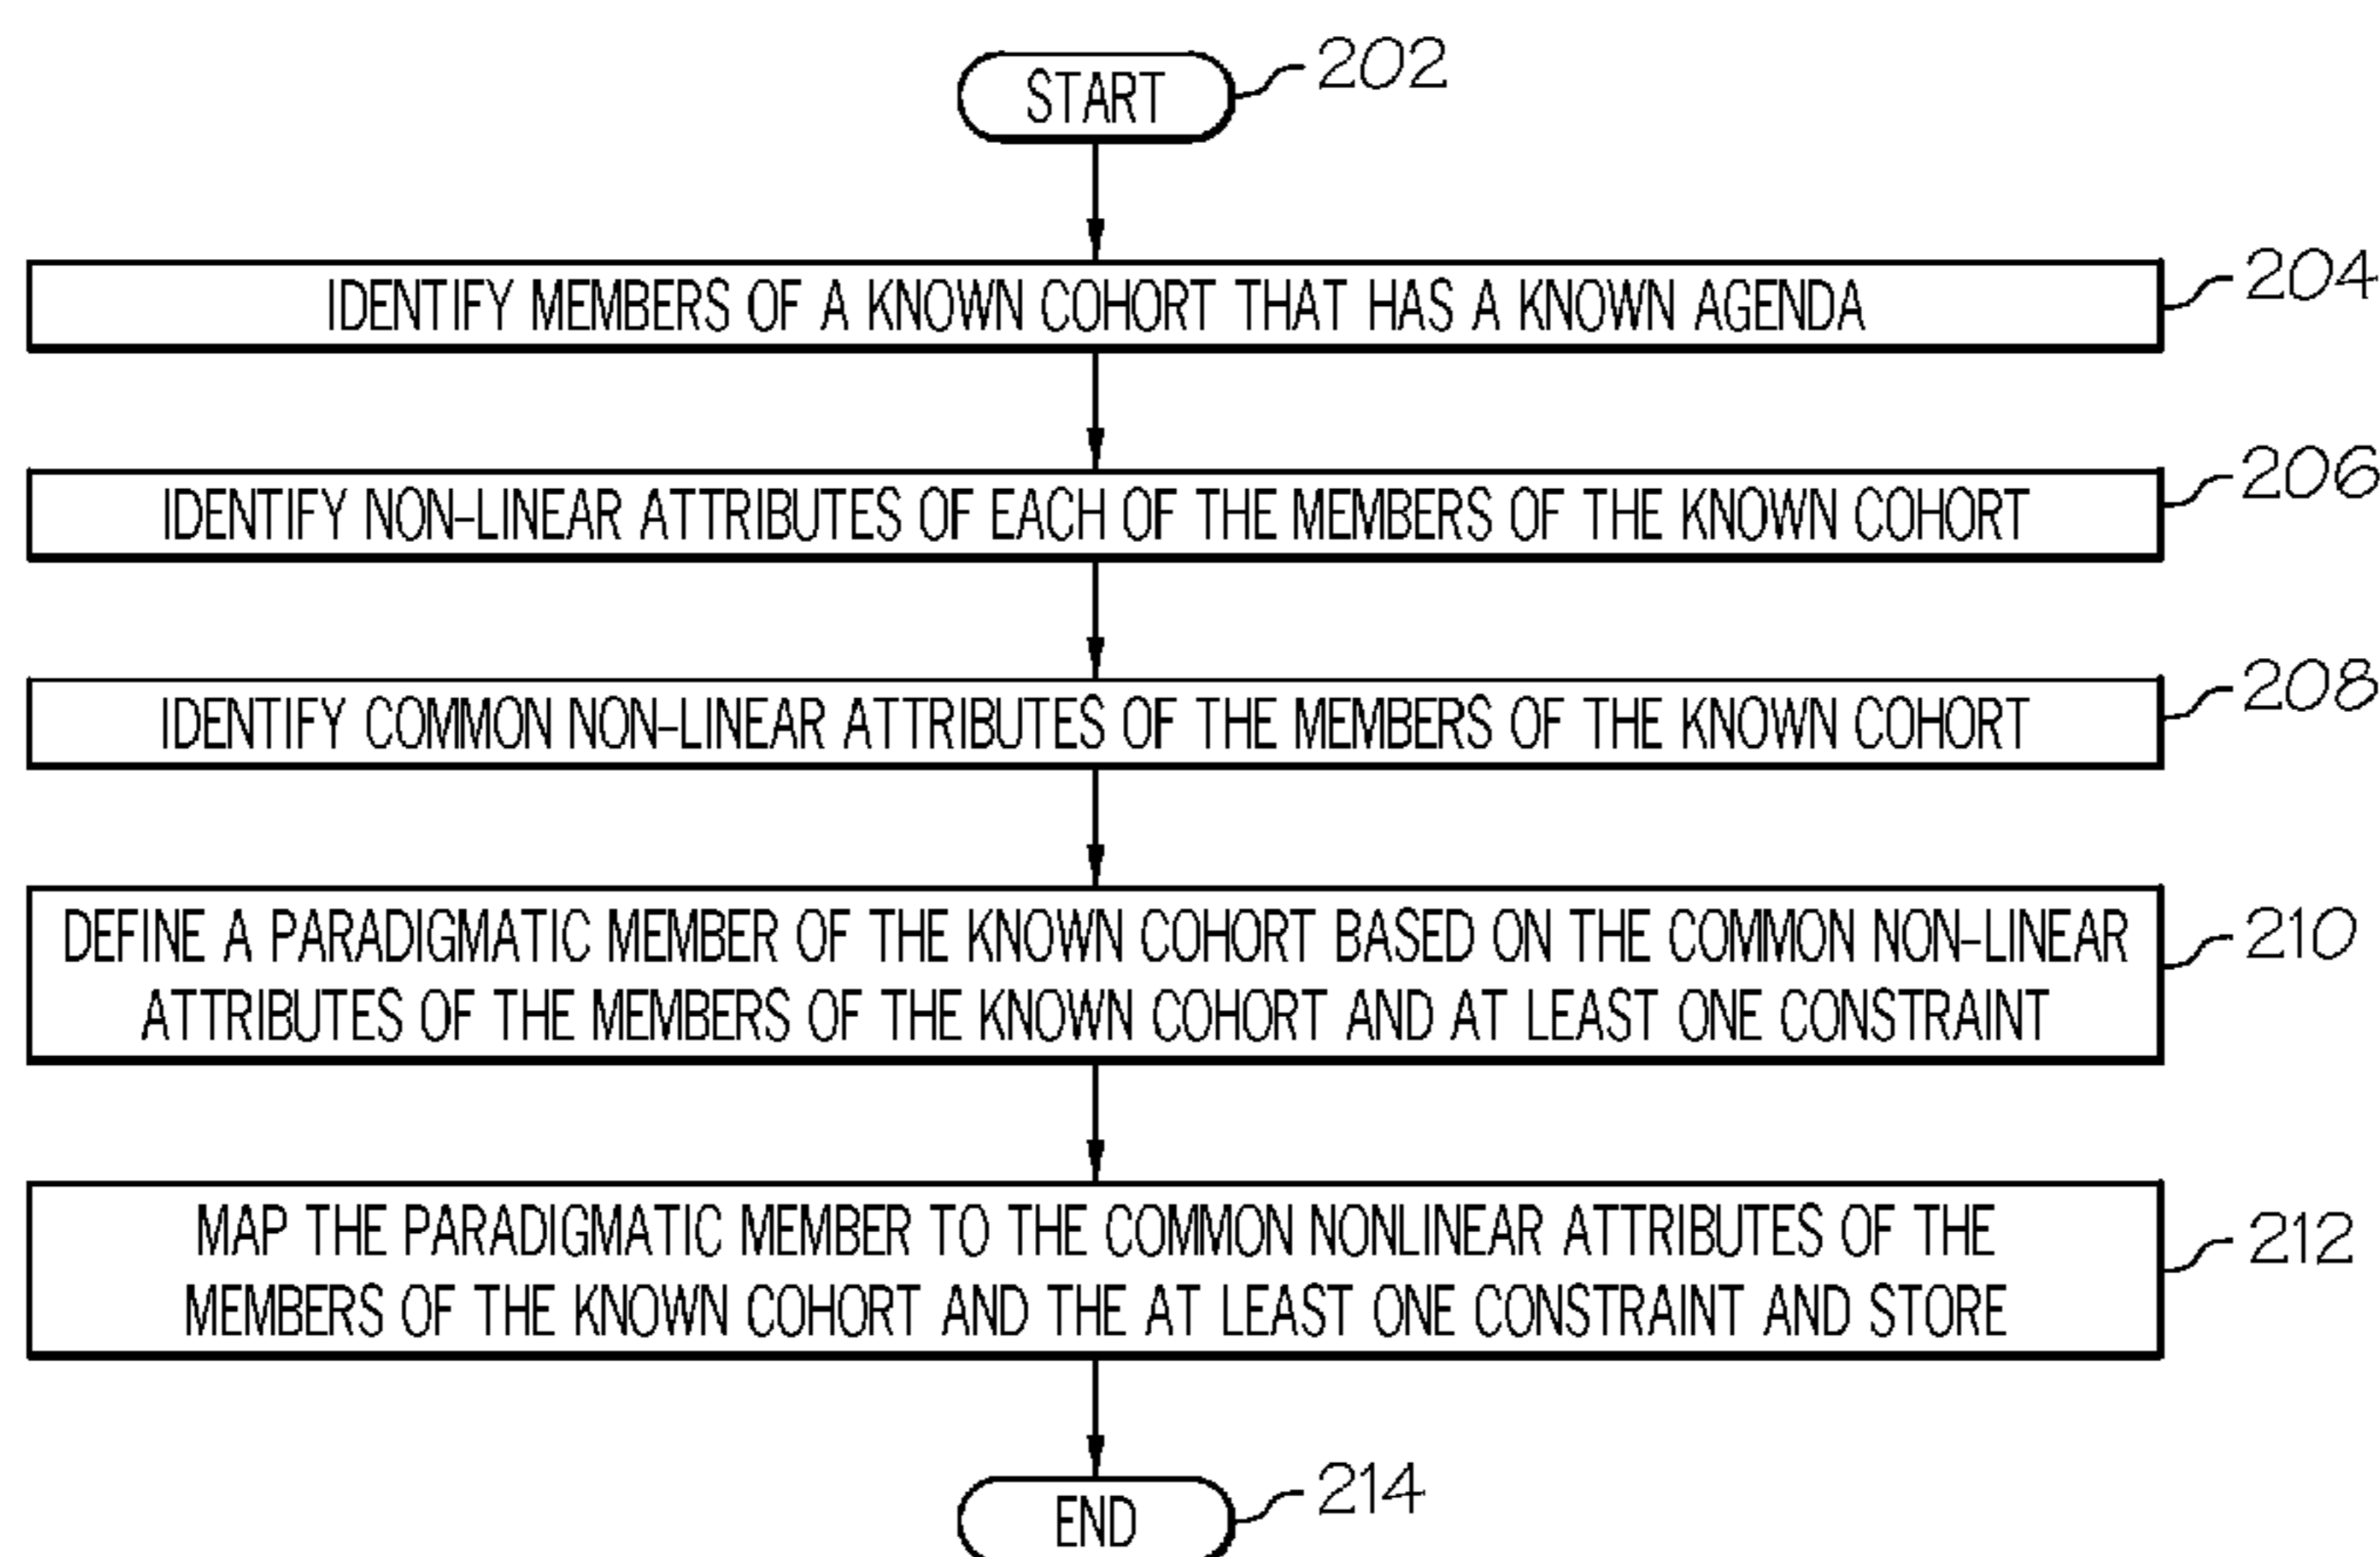 START
202
IDENTIFY MEMBERS OF A KNOWN COHORT THAT HAS A KNOWN AGENDA
204
IDENTIFY NON-LINEAR ATTRIBUTES OF EACH OF THE MEMBERS OF THE KNOWN COHORT
206
IDENTIFY COMMON NON-LINEAR ATTRIBUTES OF THE MEMBERS OF THE KNOWN COHORT
208
DEFINE A PARADIGMATIC MEMBER OF THE KNOWN COHORT BASED ON THE COMMON NON-LINEAR
ATTRIBUTES OF THE MEMBERS OF THE KNOWN COHORT AND AT LEAST ONE CONSTRAINT
210
MAP THE PARADIGMATIC MEMBER TO THE COMMON NONLINEAR ATTRIBUTES OF THE
MEMBERS OF THE KNOWN COHORT AND THE AT LEAST ONE CONSTRAINT AND STORE
212
END
214